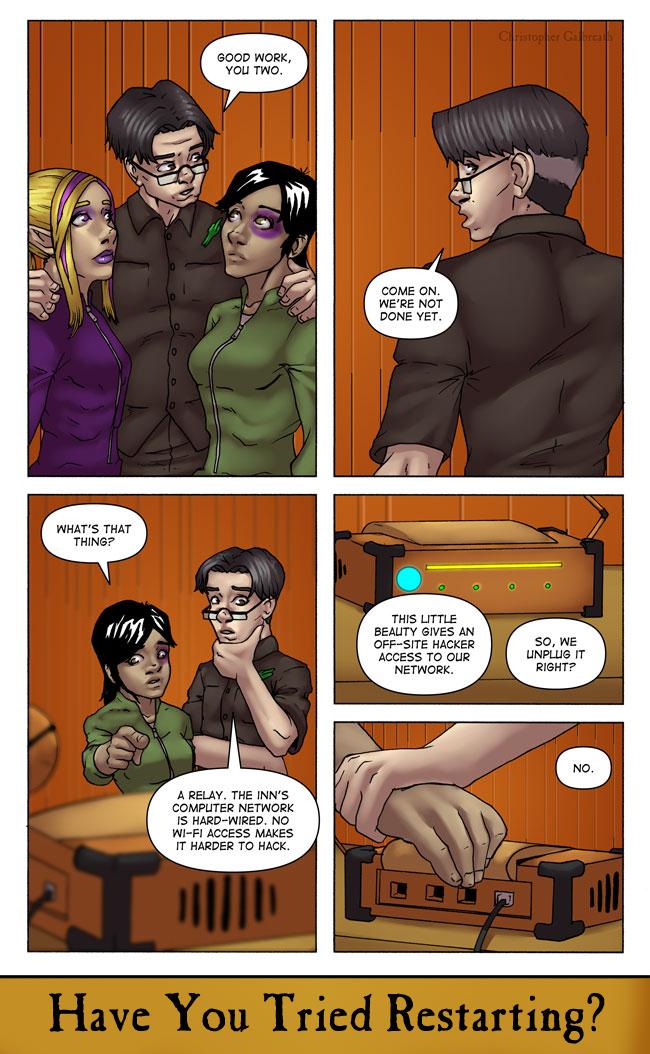 GOOD WORK,
YOU TWO.
Christopher Galbreath
COME ON.
WE'RE NOT
DONE YET.
WHAT'S THAT
THING?
A RELAY. THE INN'S
COMPUTER NETWORK
IS HARD-WIRED. NO
WI-FI ACCESS MAKES
IT HARDER TO HACK.
THIS LITTLE
BEAUTY GIVES AN
OFF-SITE HACKER
ACCESS TO OUR
NETWORK.
SO, WE
UNPLUG IT
RIGHT?
NO.
Have You Tried Restarting?